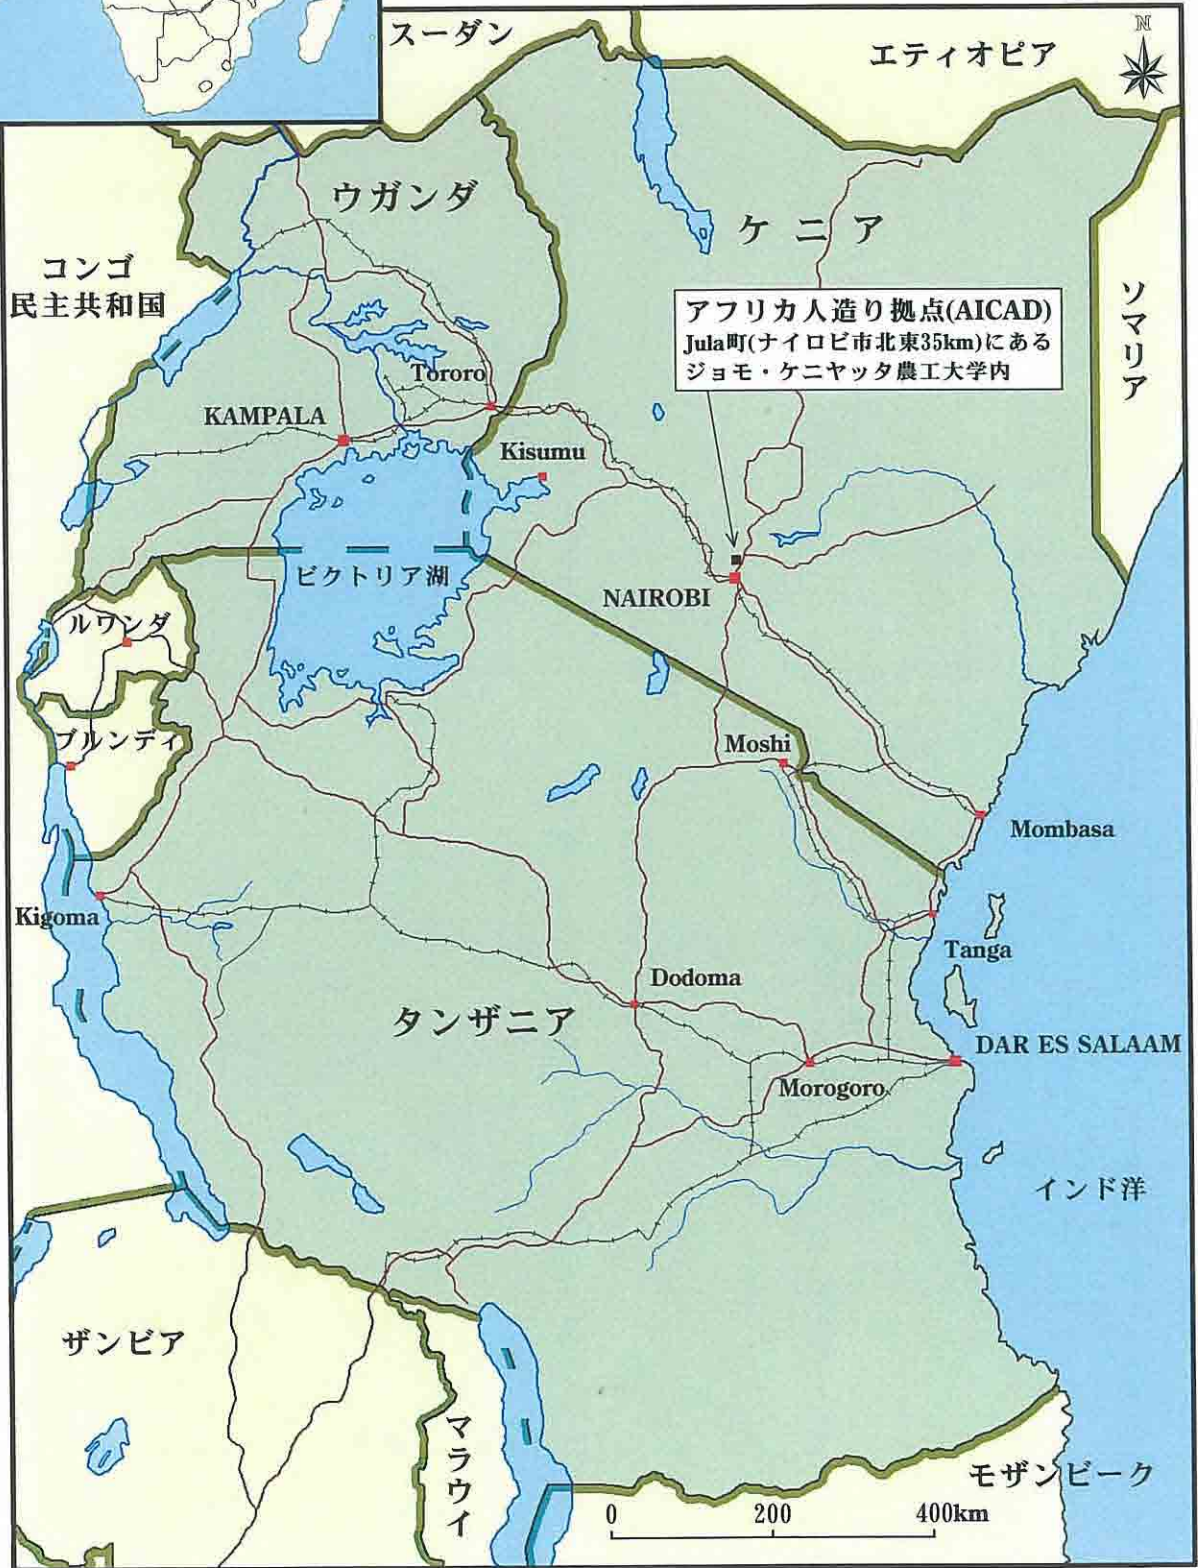 スーダン
エティオピア
N
ウガンダ
ケニア
コンゴ
民主共和国
ソマリア
アフリカ人造り拠点(AICAD)
Jula町(ナイロビ市北東35km)にある
ジョモ・ケニヤッタ農工大学内
Tororo
KAMPALA
Kisumu
ビクトリア湖
NAIROBI
ルワンダ
ブルンディ
Moshi
Mombasa
Kigoma
Tanga
Dodoma
タンザニア
DAR ES SALAAM
Morogoro
インド洋
ザンビア
マラウイ
モザンビーク
0 200 400km